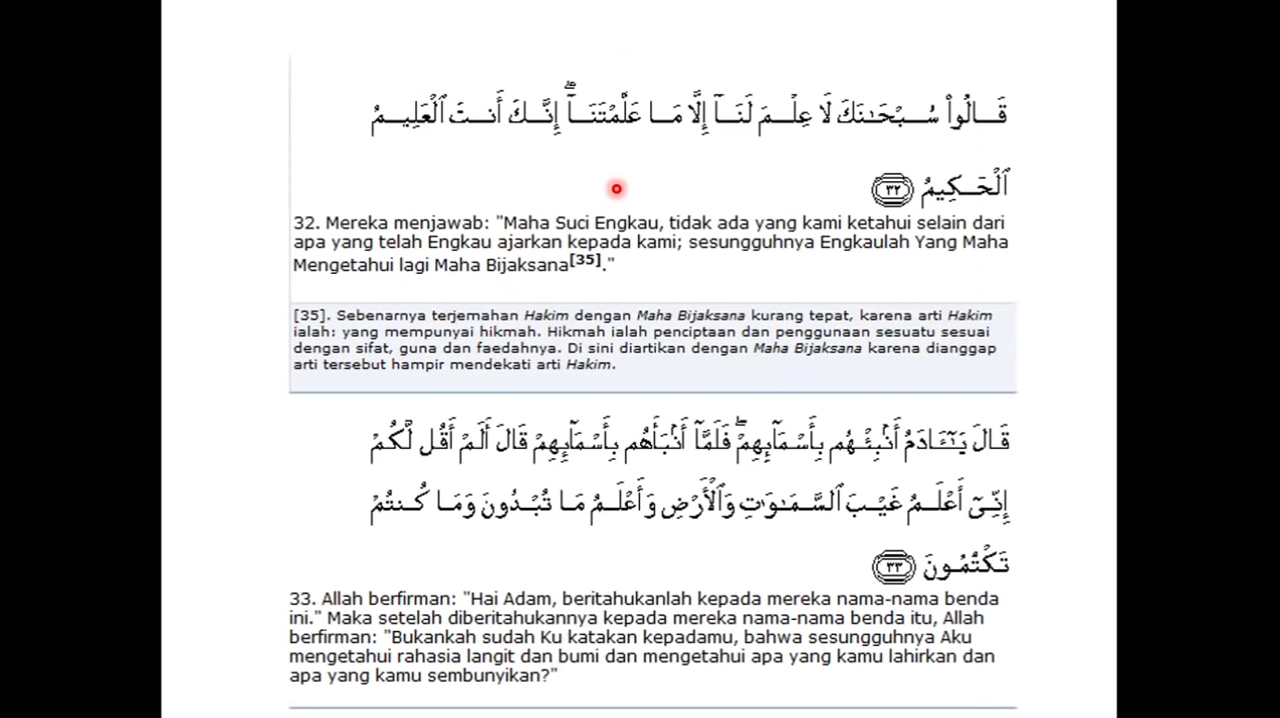 قَالُوا۟ سُبْحَـٰنَكَ لَا عِلْمَ لَنَآ إِلَّا مَا عَلَّمْتَنَآ ۖ إِنَّكَ أَنتَ ٱلْعَلِيمُ
ٱلْحَكِيمُ ٣٢
32. Mereka menjawab: "Maha Suci Engkau, tidak ada yang kami ketahui selain dari
apa yang telah Engkau ajarkan kepada kami; sesungguhnya Engkaulah Yang Maha
Mengetahui lagi Maha Bijaksana[35]."
[35]. Sebenarnya terjemahan Hakim dengan Maha Bijaksana kurang tepat, karena arti Hakim
ialah: yang mempunyai hikmah. Hikmah ialah penciptaan dan penggunaan sesuatu sesuai
dengan sifat, guna dan faedahnya. Di sini diartikan dengan Maha Bijaksana karena dianggap
arti tersebut hampir mendekati arti Hakim.
قَالَ يَـٰٓـَٔادَمُ أَنۢبِئْهُم بِأَسْمَآئِهِمْ ۖ فَلَمَّآ أَنۢبَأَهُم بِأَسْمَآئِهِمْ قَالَ أَلَمْ أَقُل لَّكُمْ
إِنِّىٓ أَعْلَمُ غَيْبَ ٱلسَّمَـٰوَٰتِ وَٱلْأَرْضِ وَأَعْلَمُ مَا تُبْدُونَ وَمَا كُنتُمْ
تَكْتُمُونَ ٣٣
33. Allah berfirman: "Hai Adam, beritahukanlah kepada mereka nama-nama benda
ini." Maka setelah diberitahukannya kepada mereka nama-nama benda itu, Allah
berfirman: "Bukankah sudah Ku katakan kepadamu, bahwa sesungguhnya Aku
mengetahui rahasia langit dan bumi dan mengetahui apa yang kamu lahirkan dan
apa yang kamu sembunyikan?"